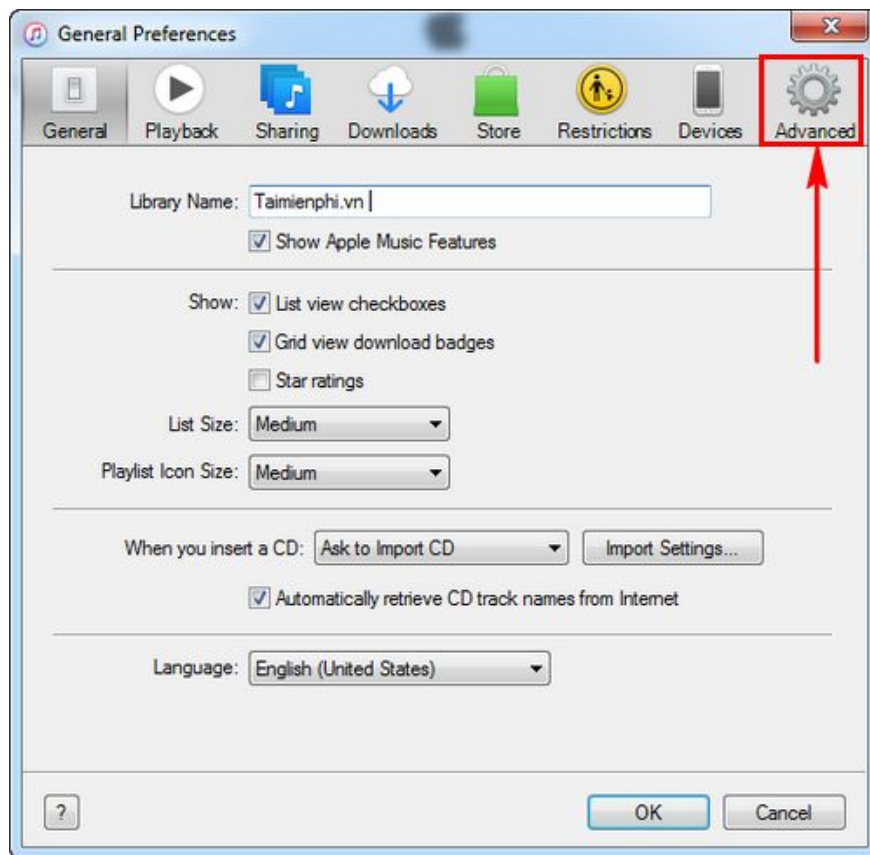 General Preferences
General Playback Sharing Downloads Store Restrictions Devices Advanced
Library Name: Taimienphi.vn
Show Apple Music Features
Show: List view checkboxes
Grid view download badges
Star ratings
List Size: Medium
Playlist Icon Size: Medium
When you insert a CD: Ask to Import CD Import Settings...
Automatically retrieve CD track names from Internet
Language: English (United States)
? OK Cancel